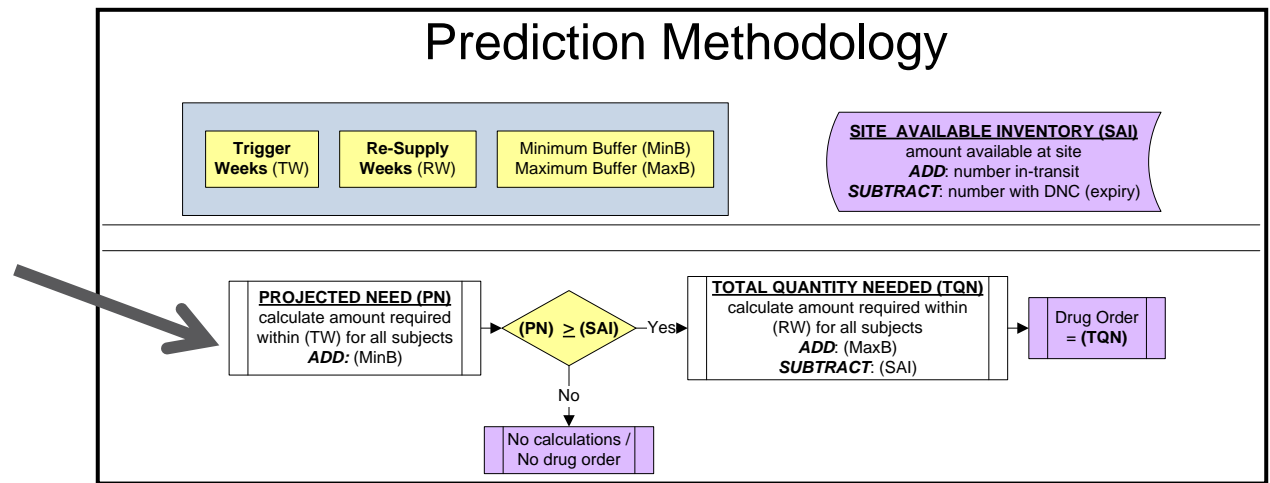 Prediction Methodology
Trigger
Weeks (TW)
Re-Supply
Weeks (RW)
Minimum Buffer (MinB)
Maximum Buffer (MaxB)
SITE AVAILABLE INVENTORY (SAI)
amount available at site
ADD: number in-transit
SUBTRACT: number with DNC (expiry)
PROJECTED NEED (PN)
calculate amount required
within (TW) for all subjects
ADD: (MinB)
(PN) ≥ (SAI)
Yes
TOTAL QUANTITY NEEDED (TQN)
calculate amount required within
(RW) for all subjects
ADD: (MaxB)
SUBTRACT: (SAI)
Drug Order
= (TQN)
No
No calculations /
No drug order